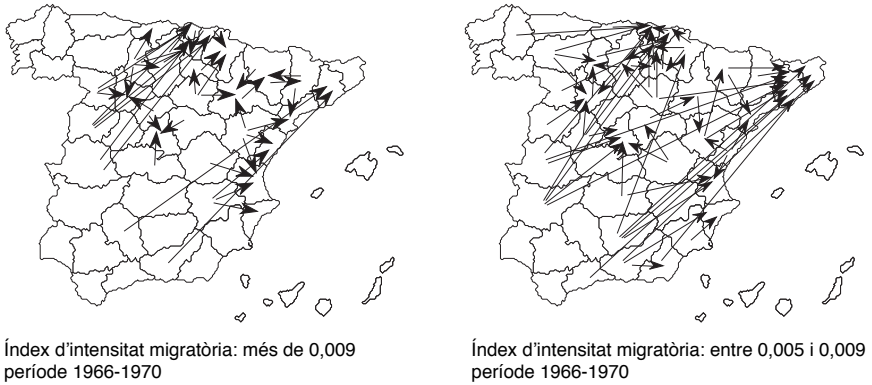 Índex d’intensitat migratòria: més de 0,009
període 1966-1970
Índex d’intensitat migratòria: entre 0,005 i 0,009
període 1966-1970